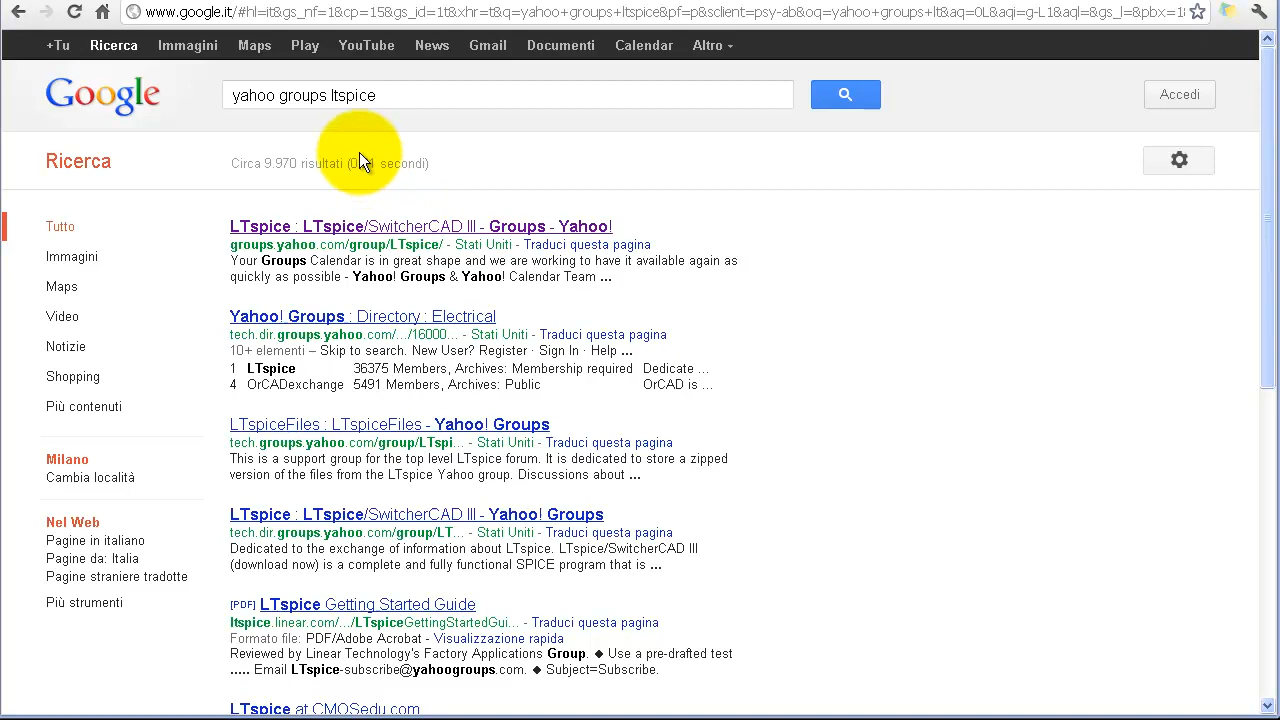 www.google.it/#hl=it&gs_nf=1&cp=15&gs_id=1t&xhr=t&q=yahoo+groups+ltspice&pf=p&sclient=psy-ab&oq=yahoo+groups+lt&aq=0L&aqi=g-L1&aql=&gs_l=&pbx=1
+Tu Ricerca Immagini Maps Play YouTube News Gmail Documenti Calendar Altro
Google
yahoo groups ltspice
Accedi
Ricerca
Circa 9.970 risultati secondi)
Tutto
Immagini
Maps
Video
Notizie
Shopping
Più contenuti
Milano
Cambia località
Nel Web
Pagine in italiano
Pagine da: Italia
Pagine straniere tradotte
Più strumenti
LTspice : LTspice/SwitcherCAD III - Groups - Yahoo!
groups.yahoo.com/group/LTspice/ - Stati Uniti - Traduci questa pagina
Your Groups Calendar is in great shape and we are working to have it available again as
quickly as possible - Yahoo! Groups & Yahoo! Calendar Team ...
Yahoo! Groups : Directory : Electrical
tech.dir.groups.yahoo.com/.../16000... - Stati Uniti - Traduci questa pagina
10+ elementi – Skip to search. New User? Register · Sign In · Help ...
1 LTspice 36375 Members, Archives: Membership required Dedicate ...
4 OrCADexchange 5491 Members, Archives: Public OrCAD is ...
LTspiceFiles : LTspiceFiles - Yahoo! Groups
tech.groups.yahoo.com/group/LTspi... - Stati Uniti - Traduci questa pagina
This is a support group for the top level LTspice forum. It is dedicated to store a zipped
version of the files from the LTspice Yahoo group. Discussions about ...
LTspice : LTspice/SwitcherCAD III - Yahoo! Groups
tech.dir.groups.yahoo.com/group/LT... - Stati Uniti - Traduci questa pagina
Dedicated to the exchange of information about LTspice. LTspice/SwitcherCAD III
(download now) is a complete and fully functional SPICE program that is ...
[PDF] LTspice Getting Started Guide
ltspice.linear.com/.../LTspiceGettingStartedGui... - Stati Uniti - Traduci questa pagina
Formato file: PDF/Adobe Acrobat - Visualizzazione rapida
Reviewed by Linear Technology's Factory Applications Group. ◆ Use a pre-drafted test
..... Email LTspice-subscribe@yahoogroups.com. ◆ Subject=Subscribe.
LTspice at CMOSedu.com